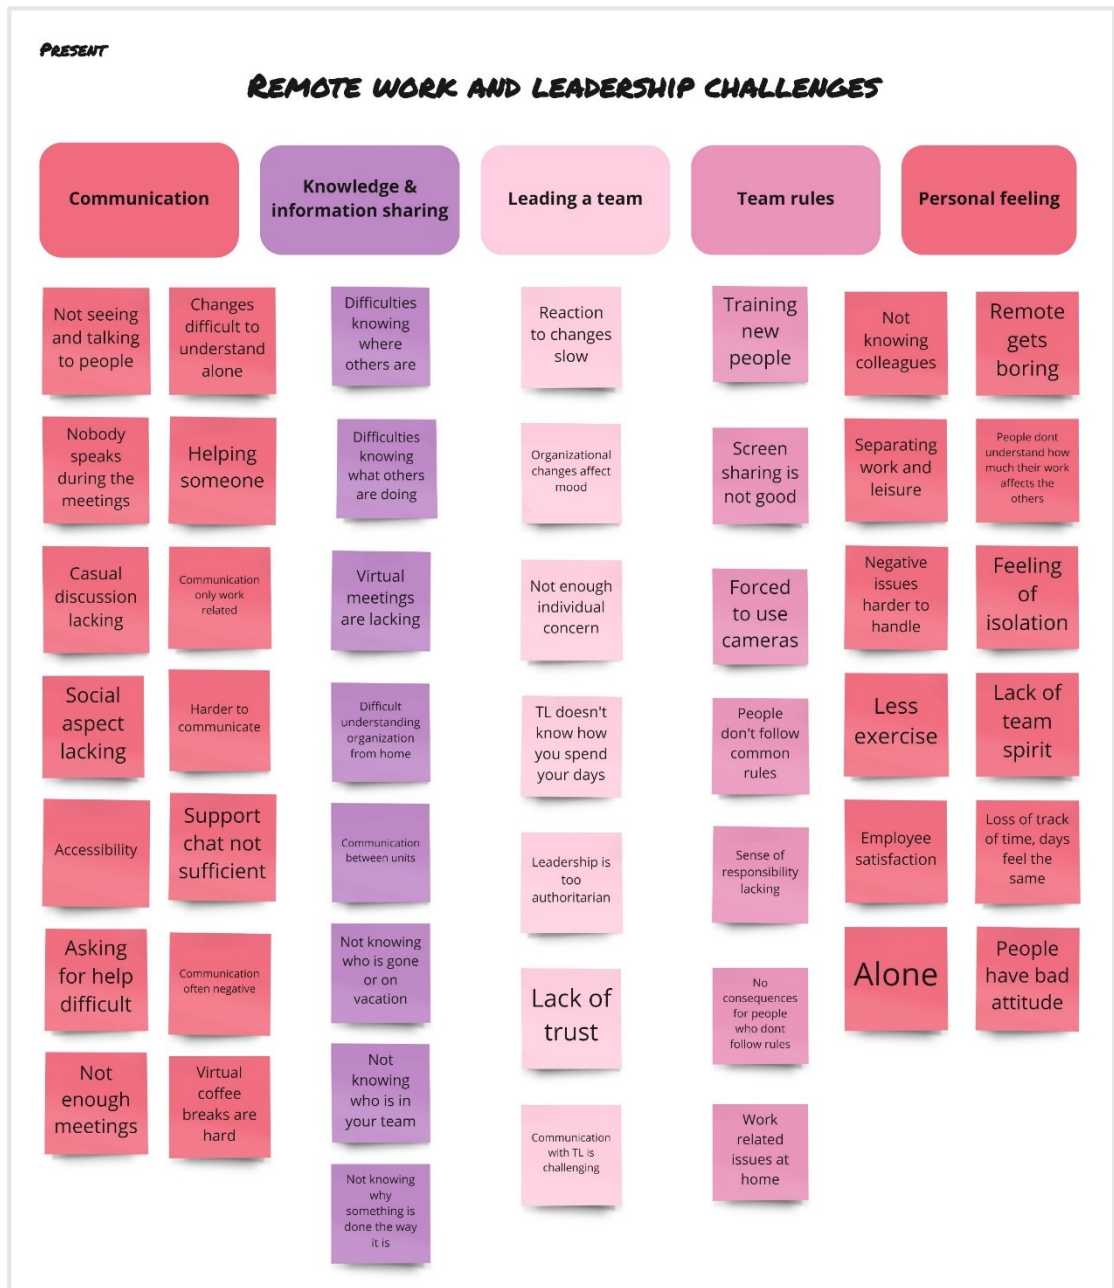 PRESENT
REMOTE WORK AND LEADERSHIP CHALLENGES
Communication
Knowledge &
information sharing
Leading a team
Team rules
Personal feeling
Not seeing
and talking
to people
Changes
difficult to
understand
alone
Nobody
speaks
during the
meetings
Helping
someone
Casual
discussion
lacking
Communication
only work
related
Social
aspect
lacking
Harder to
communicate
Accessibility
Support
chat not
sufficient
Asking
for help
difficult
Communication
often negative
Not
enough
meetings
Virtual
coffee
breaks are
hard
Difficulties
knowing
where
others are
Difficulties
knowing
what others
are doing
Virtual
meetings
are lacking
Difficult
understanding
organization
from home
Communication
between units
Not knowing
who is gone
or on
vacation
Not
knowing
who is in
your team
Not knowing
why
something is
done the way
it is
Reaction
to changes
slow
Organizational
changes affect
mood
Not enough
individual
concern
TL doesn't
know how
you spend
your days
Leadership is
too
authoritarian
Lack of
trust
Communication
with TL is
challenging
Training
new
people
Screen
sharing is
not good
Forced
to use
cameras
People
don't follow
common
rules
Sense of
responsibility
lacking
No
consequences
for people
who dont
follow rules
Work
related
issues at
home
Not
knowing
colleagues
Remote
gets
boring
Separating
work and
leisure
People dont
understand how
much their work
affects the
others
Negative
issues
harder to
handle
Feeling
of
isolation
Less
exercise
Lack of
team
spirit
Employee
satisfaction
Loss of track
of time, days
feel the
same
Alone
People
have bad
attitude